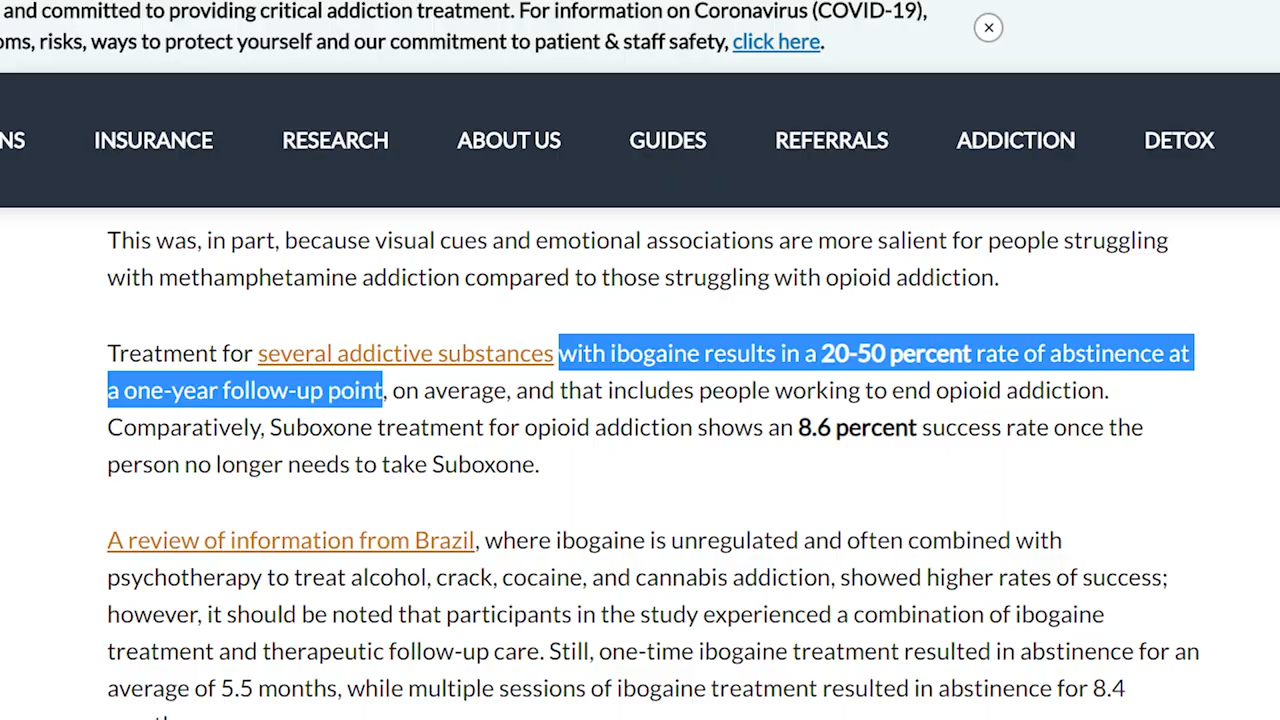 and committed to providing critical addiction treatment. For information on Coronavirus (COVID-19),
oms, risks, ways to protect yourself and our commitment to patient & staff safety, click here.
NS INSURANCE RESEARCH ABOUT US GUIDES REFERRALS ADDICTION DETOX
This was, in part, because visual cues and emotional associations are more salient for people struggling
with methamphetamine addiction compared to those struggling with opioid addiction.
Treatment for several addictive substances with ibogaine results in a 20-50 percent rate of abstinence at
a one-year follow-up point, on average, and that includes people working to end opioid addiction.
Comparatively, Suboxone treatment for opioid addiction shows an 8.6 percent success rate once the
person no longer needs to take Suboxone.
A review of information from Brazil, where ibogaine is unregulated and often combined with
psychotherapy to treat alcohol, crack, cocaine, and cannabis addiction, showed higher rates of success;
however, it should be noted that participants in the study experienced a combination of ibogaine
treatment and therapeutic follow-up care. Still, one-time ibogaine treatment resulted in abstinence for an
average of 5.5 months, while multiple sessions of ibogaine treatment resulted in abstinence for 8.4